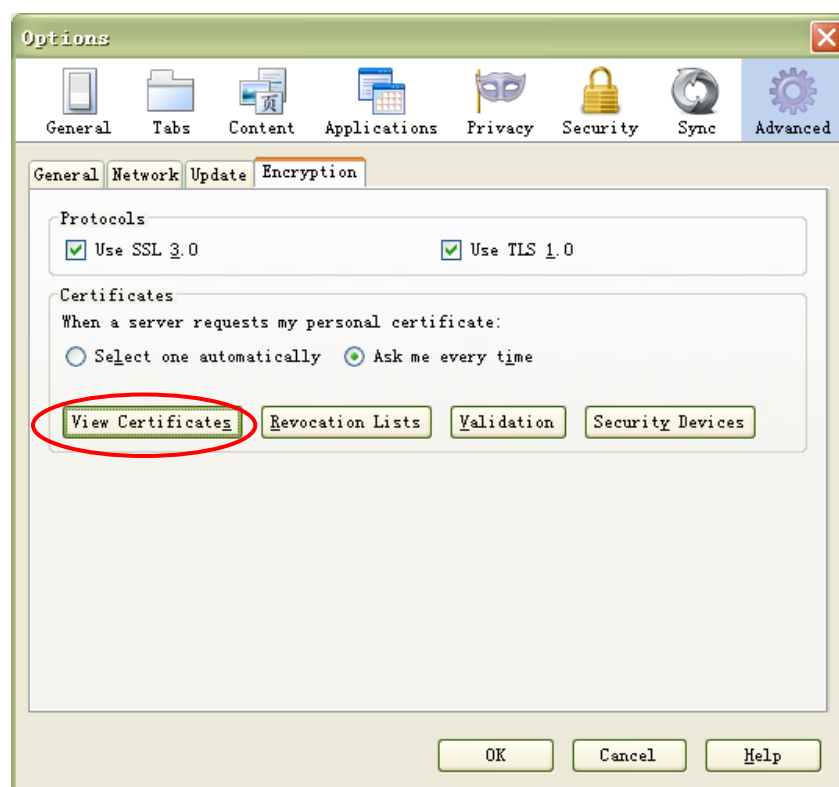 Options
页
General Tabs Content Applications Privacy Security Sync Advanced
General Network Update Encryption
Protocols
Use SSL 3.0 Use TLS 1.0
Certificates
When a server requests my personal certificate:
Select one automatically Ask me every time
View Certificates Revocation Lists Validation Security Devices
OK Cancel Help